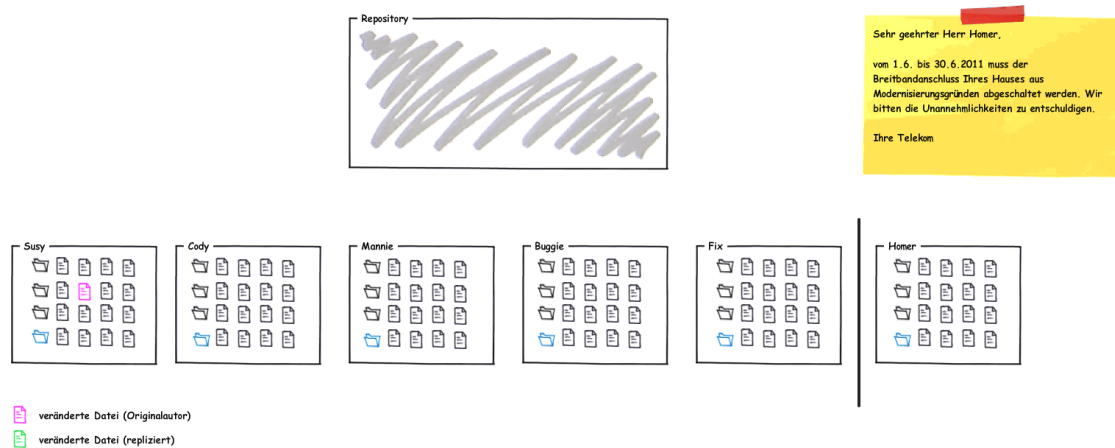 Repository
Sehr geehrter Herr Homer,
vom 1.6. bis 30.6.2011 muss der
Breitbandanschluss Ihres Hauses aus
Modernisierungsgründen abgeschaltet werden. Wir
bitten die Unannehmlichkeiten zu entschuldigen.
Ihre Telekom
Susy
Cody
Mannie
Buggie
Fix
Homer
veränderte Datei (Originalautor)
veränderte Datei (repliziert)